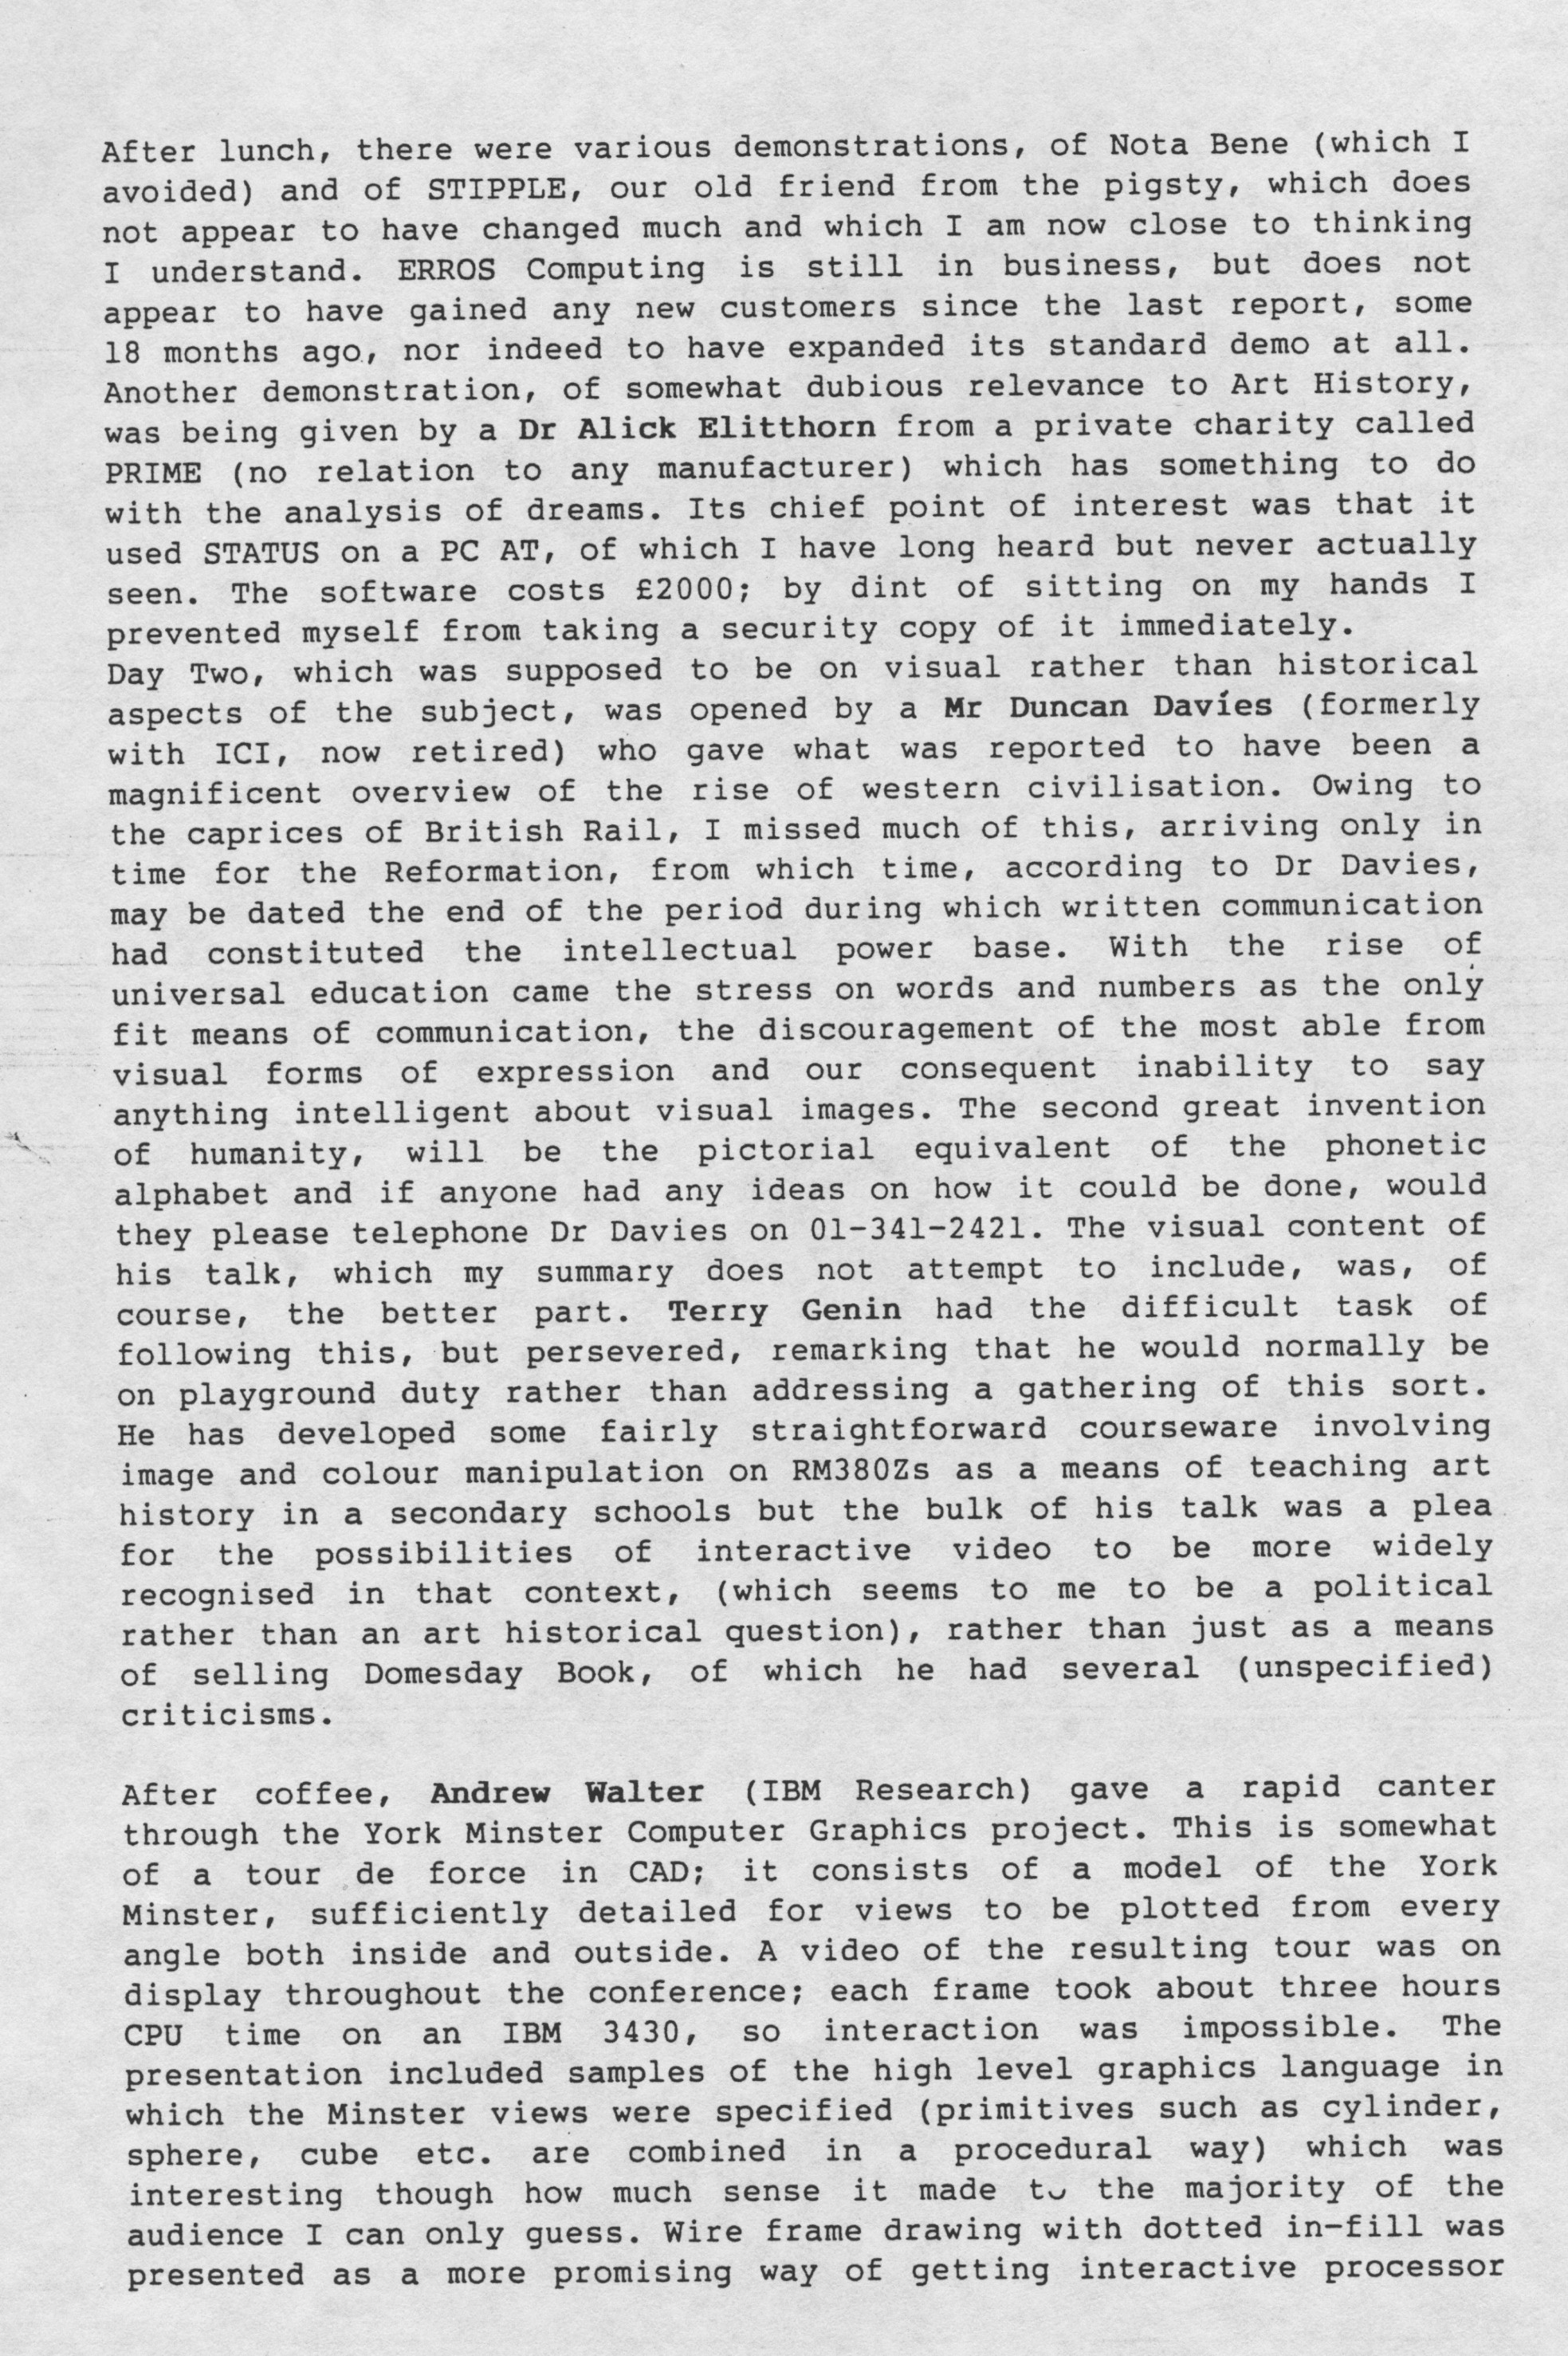 After lunch, there were various demonstrations, of Nota Bene (which I
avoided) and of STIPPLE, our old friend from the pigsty, which does
not appear to have changed much and which I am now close to thinking
I understand. ERROS Computing is still in business, but does not
appear to have gained any new customers since the last report, some
18 months ago, nor indeed to have expanded its standard demo at all.
Another demonstration, of somewhat dubious relevance to Art History,
was being given by a Dr Alick Elitthorn from a private charity called
PRIME (no relation to any manufacturer) which has something to do
with the analysis of dreams. Its chief point of interest was that it
used STATUS on a PC AT, of which I have long heard but never actually
seen. The software costs £2000; by dint of sitting on my hands I
prevented myself from taking a security copy of it immediately.
Day Two, which was supposed to be on visual rather than historical
aspects of the subject, was opened by a Mr Duncan Davies (formerly
with ICI, now retired) who gave what was reported to have been a
magnificent overview of the rise of western civilisation. Owing to
the caprices of British Rail, I missed much of this, arriving only in
time for the Reformation, from which time, according to Dr Davies,
may be dated the end of the period during which written communication
had constituted the intellectual power base. With the rise of
universal education came the stress on words and numbers as the only
fit means of communication, the discouragement of the most able from
visual forms of expression and our consequent inability to say
anything intelligent about visual images. The second great invention
of humanity, will be the pictorial equivalent of the phonetic
alphabet and if anyone had any ideas on how it could be done, would
they please telephone Dr Davies on 01-341-2421. The visual content of
his talk, which my summary does not attempt to include, was, of
course, the better part. Terry Genin had the difficult task of
following this, but persevered, remarking that he would normally be
on playground duty rather than addressing a gathering of this sort.
He has developed some fairly straightforward courseware involving
image and colour manipulation on RM380Zs as a means of teaching art
history in a secondary schools but the bulk of his talk was a plea
for the possibilities of interactive video to be more widely
recognised in that context, (which seems to me to be a political
rather than an art historical question), rather than just as a means
of selling Domesday Book, of which he had several (unspecified)
criticisms.

After coffee, Andrew Walter (IBM Research) gave a rapid canter
through the York Minster Computer Graphics project. This is somewhat
of a tour de force in CAD; it consists of a model of the York
Minster, sufficiently detailed for views to be plotted from every
angle both inside and outside. A video of the resulting tour was on
display throughout the conference; each frame took about three hours
CPU time on an IBM 3430, so interaction was impossible. The
presentation included samples of the high level graphics language in
which the Minster views were specified (primitives such as cylinder,
sphere, cube etc. are combined in a procedural way) which was
interesting though how much sense it made to the majority of the
audience I can only guess. Wire frame drawing with dotted in-fill was
presented as a more promising way of getting interactive processor